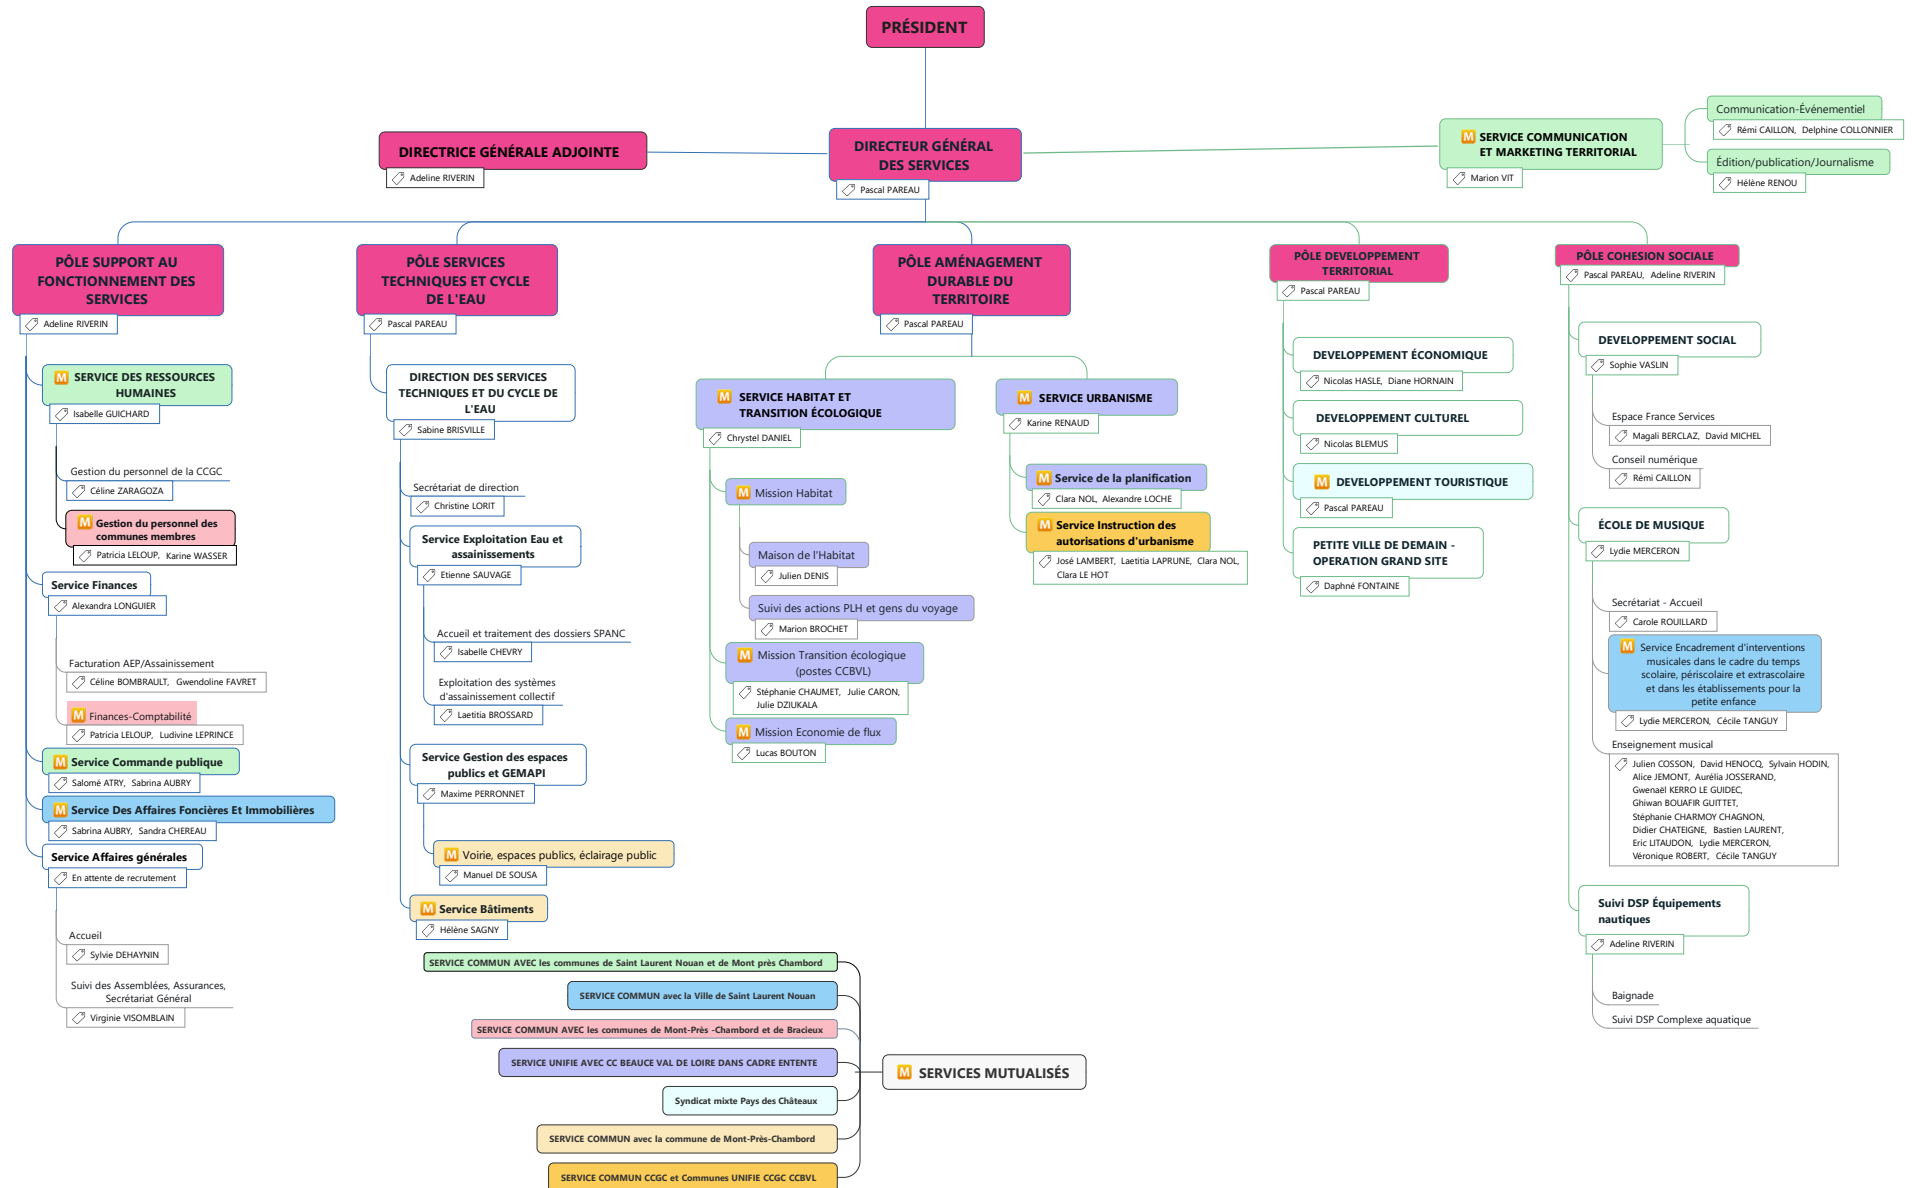 PRÉSIDENT
DIRECTRICE GÉNÉRALE ADJOINTE
Adeline RIVERIN
DIRECTEUR GÉNÉRAL
DES SERVICES
Pascal PAREAU
M SERVICE COMMUNICATION
ET MARKETING TERRITORIAL
Marion VIT
Communication-Événementiel
Rémi CAILLON, Delphine COLLONNIER
Édition/publication/Journalisme
Hélène RENOU
PÔLE SUPPORT AU
FONCTIONNEMENT DES
SERVICES
Adeline RIVERIN
M SERVICE DES RESSOURCES
HUMAINES
Isabelle GUICHARD
Gestion du personnel de la CCGC
Céline ZARAGOZA
M Gestion du personnel des
communes membres
Patricia LELOUP, Karine WASSER
Service Finances
Alexandra LONGUIER
Facturation AEP/Assainissement
Céline BOMBRAULT, Gwendoline FAVRET
M Finances-Comptabilité
Patricia LELOUP, Ludivine LEPRINCE
M Service Commande publique
Salomé ATRY, Sabrina AUBRY
M Service Des Affaires Foncières Et Immobilières
Sabrina AUBRY, Sandra CHEREAU
Service Affaires générales
En attente de recrutement
Accueil
Sylvie DEHAYNIN
Suivi des Assemblées, Assurances,
Secrétariat Général
Virginie VISOMBLAIN
PÔLE SERVICES
TECHNIQUES ET CYCLE
DE L'EAU
Pascal PAREAU
DIRECTION DES SERVICES
TECHNIQUES ET DU CYCLE DE
L'EAU
Sabine BRISVILLE
Secrétariat de direction
Christine LORIT
Service Exploitation Eau et
assainissements
Etienne SAUVAGE
Accueil et traitement des dossiers SPANC
Isabelle CHEVRY
Exploitation des systèmes
d'assainissement collectif
Laetitia BROSSARD
Service Gestion des espaces
publics et GEMAPI
Maxime PERRONNET
M Voirie, espaces publics, éclairage public
Manuel DE SOUSA
M Service Bâtiments
Hélène SAGNY
PÔLE AMÉNAGEMENT
DURABLE DU
TERRITOIRE
Pascal PAREAU
M SERVICE HABITAT ET
TRANSITION ÉCOLOGIQUE
Chrystel DANIEL
M Mission Habitat
Maison de l'Habitat
Julien DENIS
Suivi des actions PLH et gens du voyage
Marion BROCHET
M Mission Transition écologique
(postes CCBVL)
Stéphanie CHAUMET, Julie CARON,
Julie DZIUKALA
M Mission Economie de flux
Lucas BOUTON
M SERVICE URBANISME
Karine RENAUD
M Service de la planification
Clara NOL, Alexandre LOCHE
M Service Instruction des
autorisations d'urbanisme
José LAMBERT, Laetitia LAPRUNE, Clara NOL,
Clara LE HOT
PÔLE DEVELOPPEMENT
TERRITORIAL
Pascal PAREAU
DEVELOPPEMENT ÉCONOMIQUE
Nicolas HASLE, Diane HORNAIN
DEVELOPPEMENT CULTUREL
Nicolas BLEMUS
M DEVELOPPEMENT TOURISTIQUE
Pascal PAREAU
PETITE VILLE DE DEMAIN -
OPERATION GRAND SITE
Daphné FONTAINE
PÔLE COHESION SOCIALE
Pascal PAREAU, Adeline RIVERIN
DEVELOPPEMENT SOCIAL
Sophie VASLIN
Espace France Services
Magali BERCLAZ, David MICHEL
Conseil numérique
Rémi CAILLON
ÉCOLE DE MUSIQUE
Lydie MERCERON
Secrétariat - Accueil
Carole ROUILLARD
M Service Encadrement d'interventions
musicales dans le cadre du temps
scolaire, périscolaire et extrascolaire
et dans les établissements pour la
petite enfance
Lydie MERCERON, Cécile TANGUY
Enseignement musical
Julien COSSON, David HENOCQ, Sylvain HODIN,
Alice JEMONT, Aurélia JOSSERAND,
Gwenaël KERRO LE GUIDEC,
Ghiwan BOUAFIR GUITTET,
Stéphanie CHARMOY CHAGNON,
Didier CHATEIGNE, Bastien LAURENT,
Eric LITAUDON, Lydie MERCERON,
Véronique ROBERT, Cécile TANGUY
Suivi DSP Équipements
nautiques
Adeline RIVERIN
Baignade
Suivi DSP Complexe aquatique
SERVICE COMMUN AVEC les communes de Saint Laurent Nouan et de Mont près Chambord
SERVICE COMMUN avec la Ville de Saint Laurent Nouan
SERVICE COMMUN AVEC les communes de Mont-Près -Chambord et de Bracieux
SERVICE UNIFIE AVEC CC BEAUCE VAL DE LOIRE DANS CADRE ENTENTE
Syndicat mixte Pays des Châteaux
SERVICE COMMUN avec la commune de Mont-Près-Chambord
SERVICE COMMUN CCGC et Communes UNIFIE CCGC CCBVL
M SERVICES MUTUALISÉS